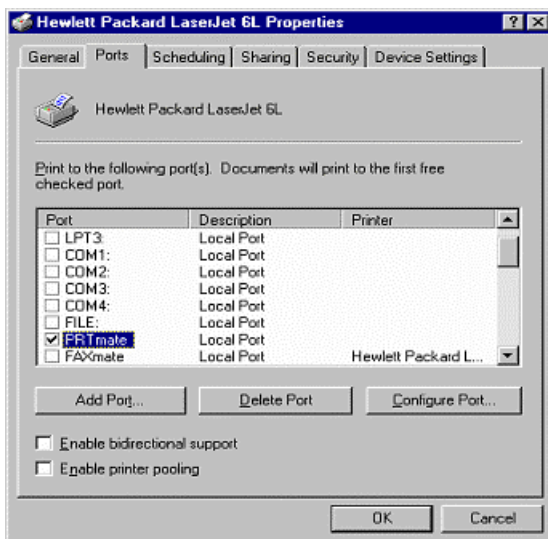 Hewlett Packard LaserJet 6L Properties
General Ports Scheduling Sharing Security Device Settings
Hewlett Packard LaserJet 6L
Print to the following port(s). Documents will print to the first free
checked port.
Port Description Printer
LPT3: Local Port
COM1: Local Port
COM2: Local Port
COM3: Local Port
COM4: Local Port
FILE: Local Port
PRTmate Local Port
FAXmate Local Port Hewlett Packard L...
Add Port... Delete Port Configure Port...
Enable bidirectional support
Enable printer pooling
OK Cancel